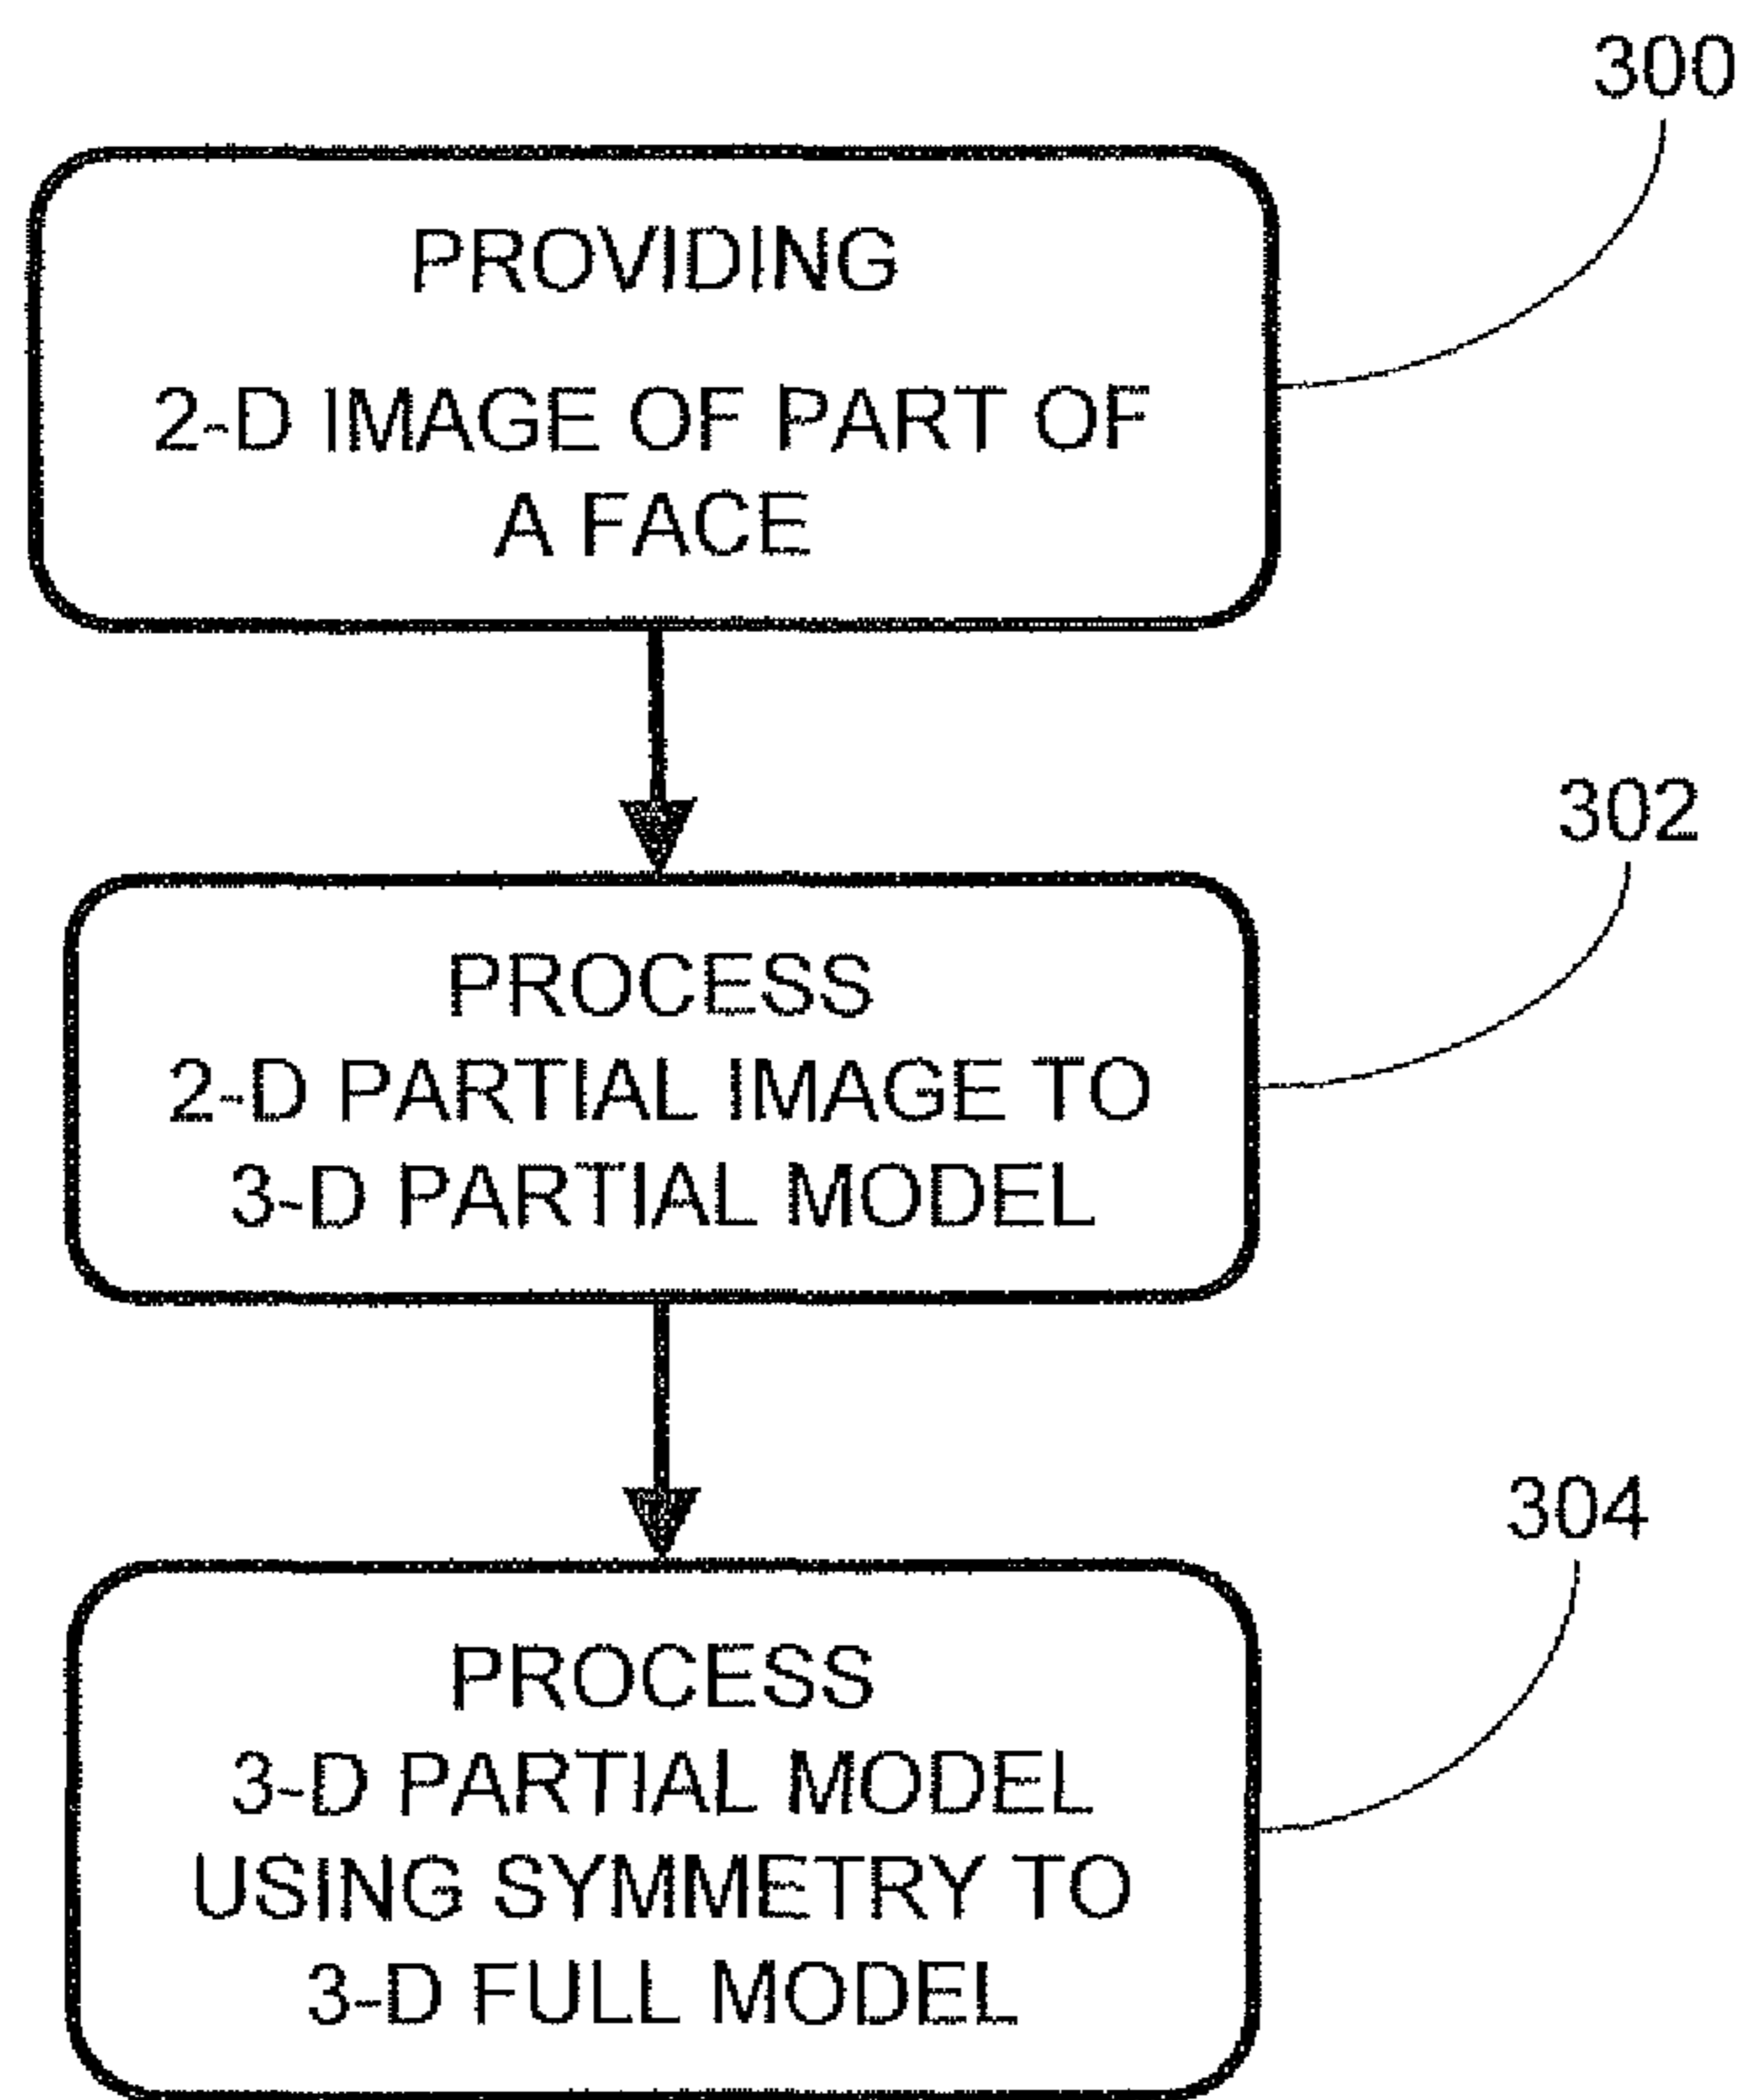 300
PROVIDING
2-D IMAGE OF PART OF
A FACE
302
PROCESS
2-D PARTIAL IMAGE TO
3-D PARTIAL MODEL
304
PROCESS
3-D PARTIAL MODEL
USING SYMMETRY TO
3-D FULL MODEL